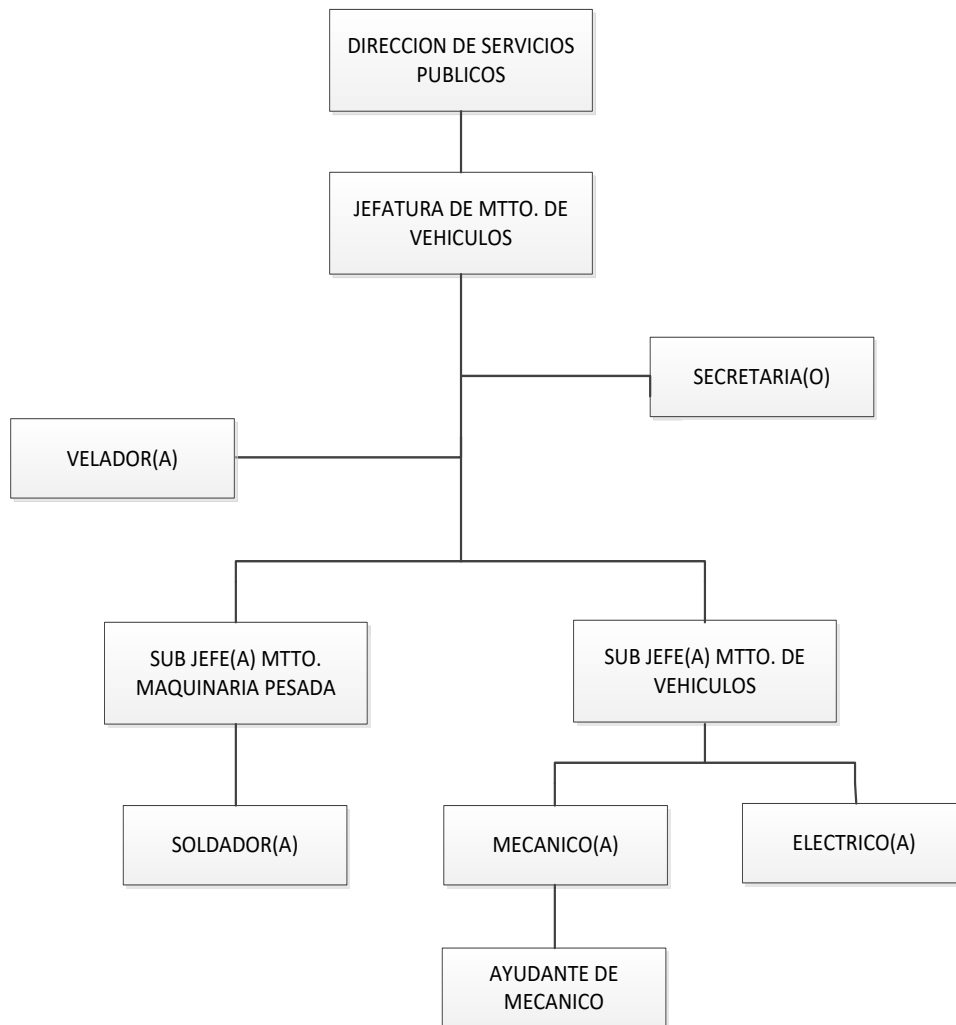 DIRECCION DE SERVICIOS
PUBLICOS
JEFATURA DE MTTO. DE
VEHICULOS
SECRETARIA(O)
VELADOR(A)
SUB JEFE(A) MTTO.
MAQUINARIA PESADA
SUB JEFE(A) MTTO. DE
VEHICULOS
SOLDADOR(A)
MECANICO(A)
ELECTRICO(A)
AYUDANTE DE
MECANICO